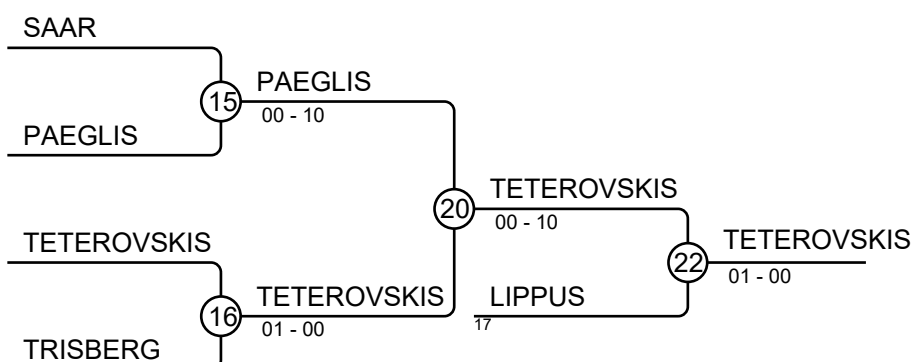 SAAR
15
PAEGLIS
00 - 10
PAEGLIS
20
TETEROVSKIS
00 - 10
TETEROVSKIS
22
TETEROVSKIS
01 - 00
16
TETEROVSKIS
01 - 00
LIPPUS
17
TRISBERG